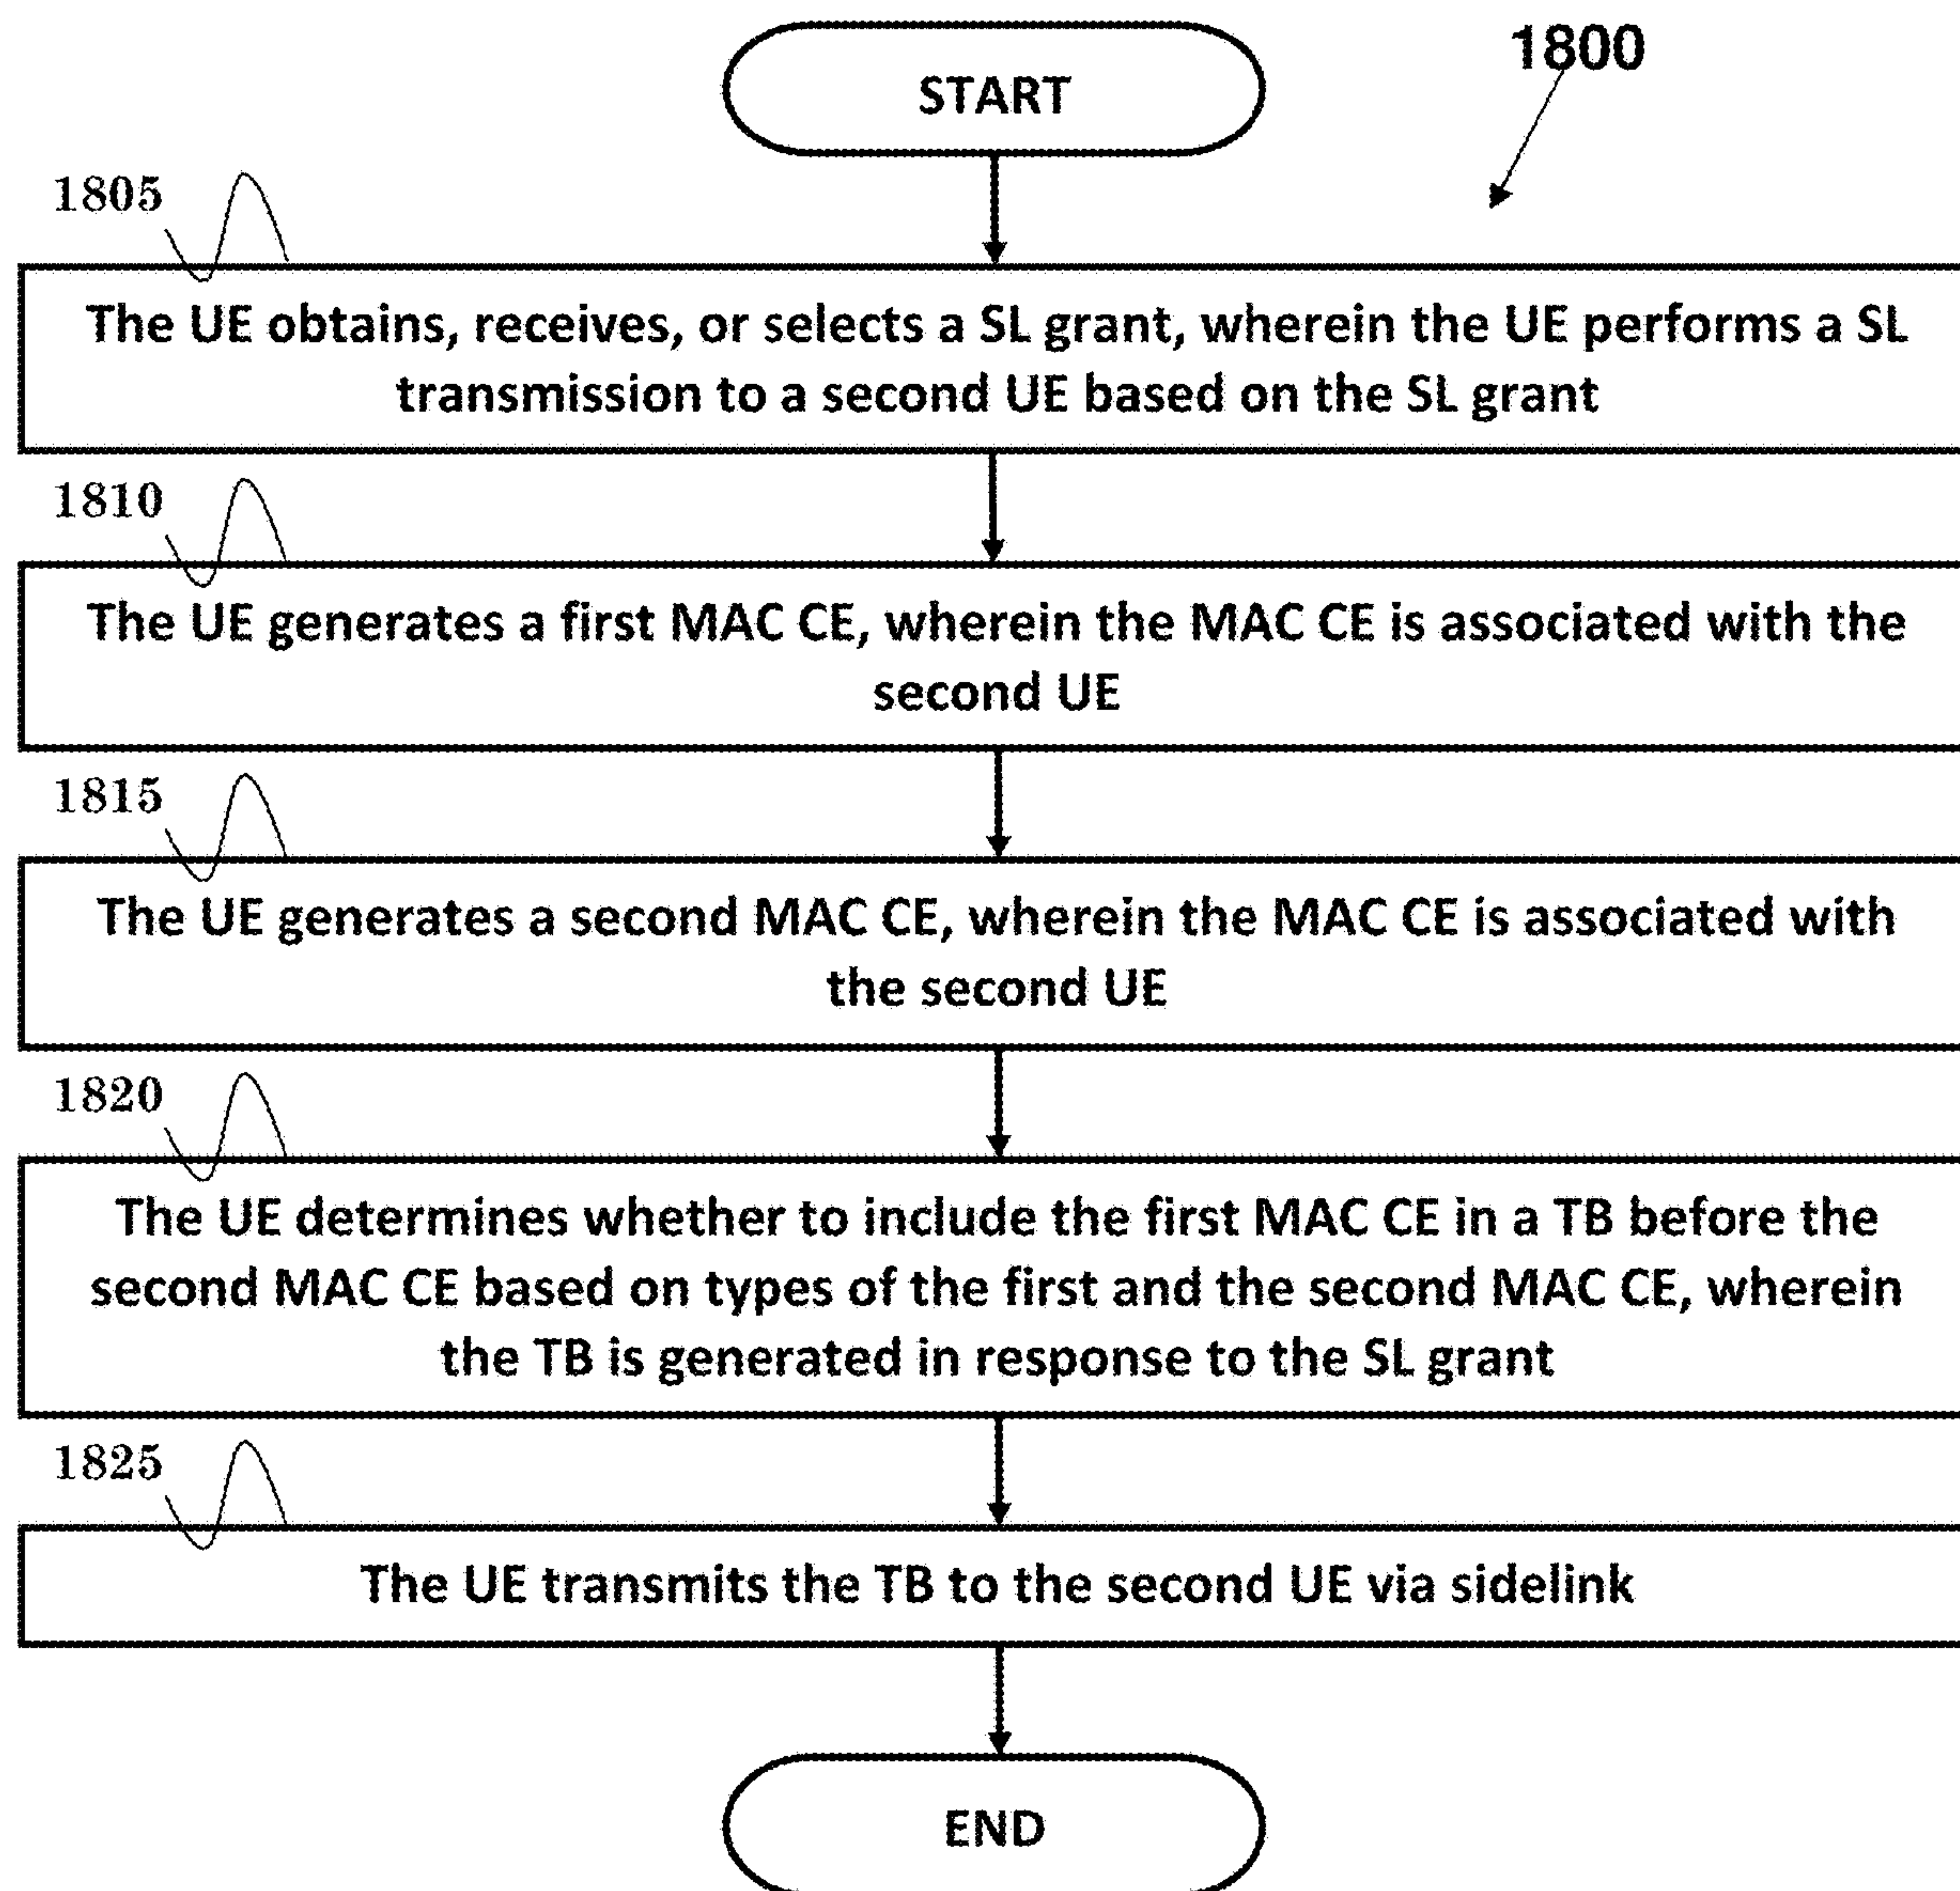 1800
START
1805
The UE obtains, receives, or selects a SL grant, wherein the UE performs a SL
transmission to a second UE based on the SL grant
1810
The UE generates a first MAC CE, wherein the MAC CE is associated with the
second UE
1815
The UE generates a second MAC CE, wherein the MAC CE is associated with
the second UE
1820
The UE determines whether to include the first MAC CE in a TB before the
second MAC CE based on types of the first and the second MAC CE, wherein
the TB is generated in response to the SL grant
1825
The UE transmits the TB to the second UE via sidelink
END